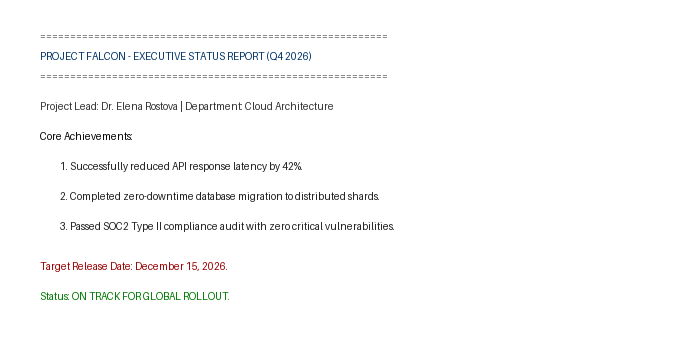 ==========================================================
PROJECT FALCON - EXECUTIVE STATUS REPORT (Q4 2026)
==========================================================
Project Lead: Dr. Elena Rostova | Department: Cloud Architecture
Core Achievements:
1. Successfully reduced API response latency by 42%.
2. Completed zero-downtime database migration to distributed shards.
3. Passed SOC2 Type II compliance audit with zero critical vulnerabilities.
Target Release Date: December 15, 2026.
Status: ON TRACK FOR GLOBAL ROLLOUT.